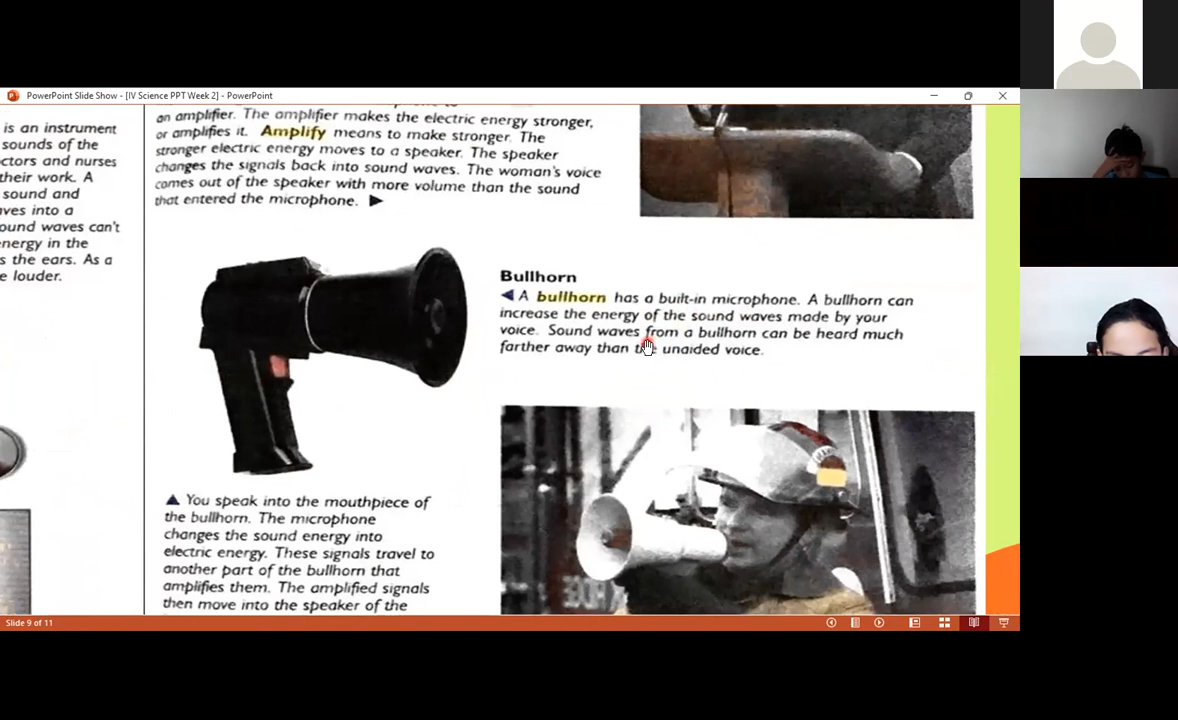 PowerPoint Slide Show - [IV Science PPT Week 2] - PowerPoint
is an instrument
sounds of the
ctors and nurses
their work. A
sound and
ves into a
ound waves can't
energy in the
s the ears. As a
e louder.
an amplifier. The amplifier makes the electric energy stronger,
or amplifies it. Amplify means to make stronger. The
stronger electric energy moves to a speaker. The speaker
changes the signals back into sound waves. The woman's voice
comes out of the speaker with more volume than the sound
that entered the microphone. ▶
Bullhorn
◀ A bullhorn has a built-in microphone. A bullhorn can
increase the energy of the sound waves made by your
voice. Sound waves from a bullhorn can be heard much
farther away than the unaided voice.
▲ You speak into the mouthpiece of
the bullhorn. The microphone
changes the sound energy into
electric energy. These signals travel to
another part of the bullhorn that
amplifies them. The amplified signals
then move into the speaker of the
Slide 9 of 11